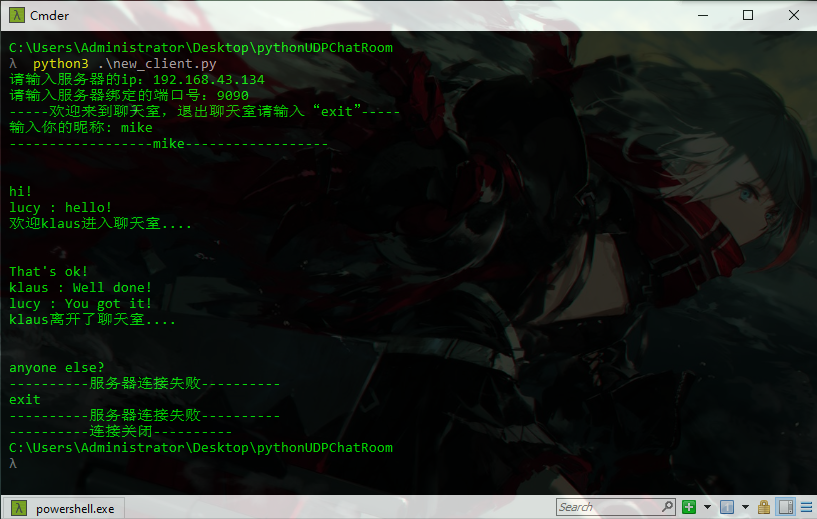 Cmder
C:\Users\Administrator\Desktop\pythonUDPChatRoom
λ python3 .\new_client.py
请输入服务器的ip：192.168.43.134
请输入服务器绑定的端口号：9090
-----欢迎来到聊天室，退出聊天室请输入“exit”-----
输入你的昵称: mike
------------------mike------------------
hi!
lucy : hello!
欢迎klaus进入聊天室....
That's ok!
klaus : Well done!
lucy : You got it!
klaus离开了聊天室....
anyone else?
----------服务器连接失败----------
exit
----------服务器连接失败----------
----------连接关闭----------
C:\Users\Administrator\Desktop\pythonUDPChatRoom
λ
powershell.exe
Search